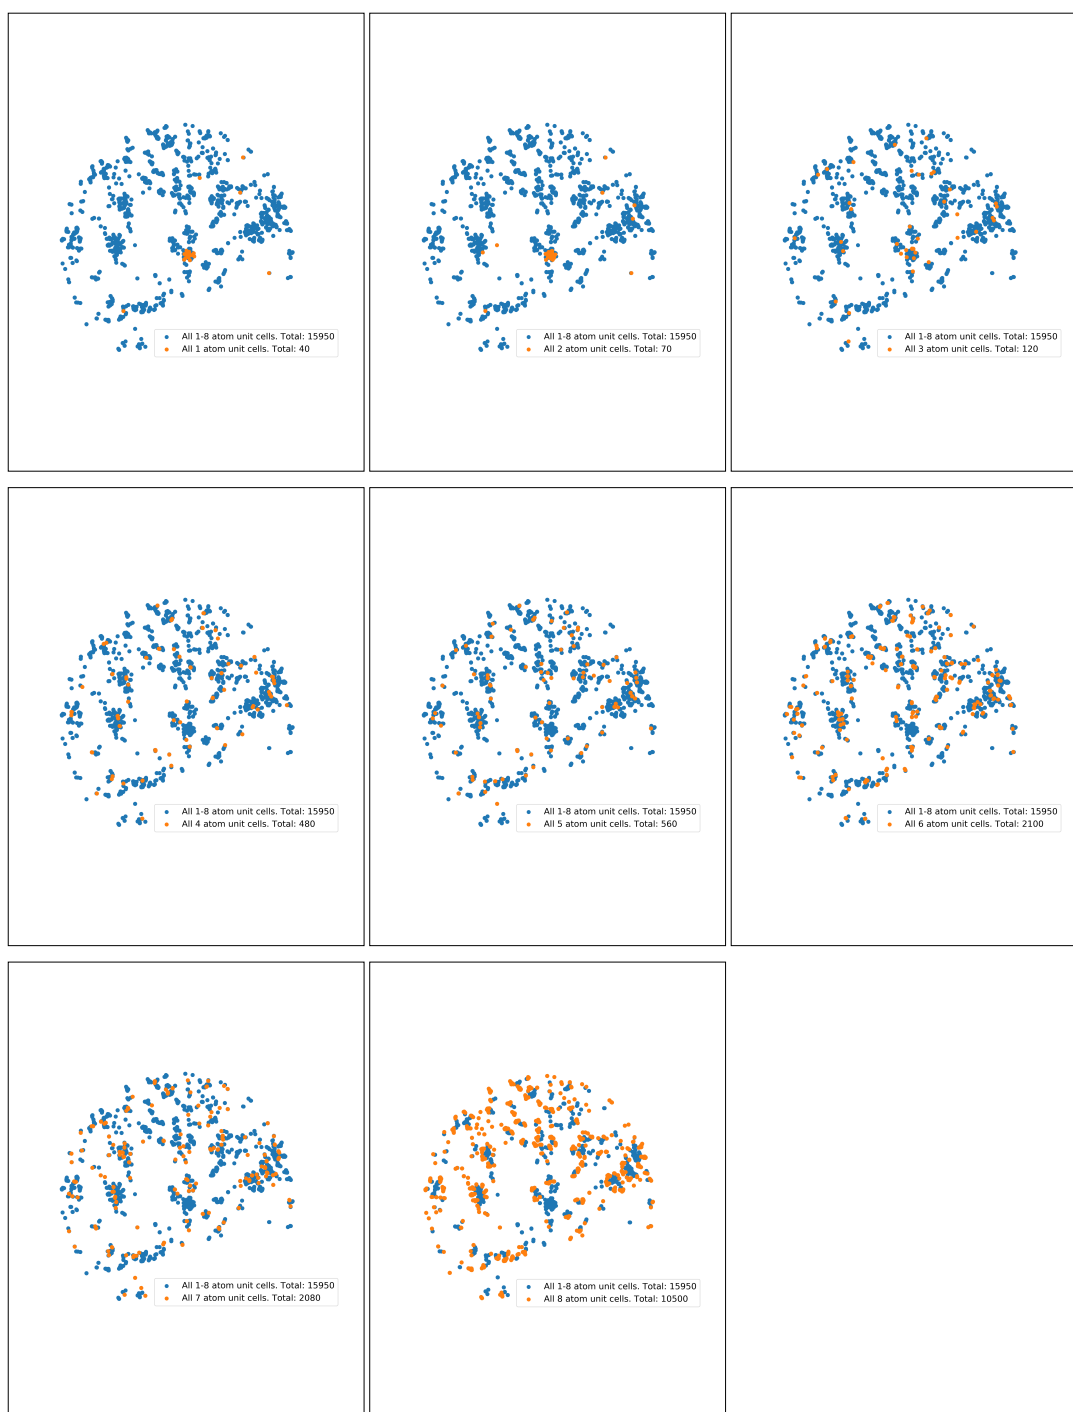 All 1-8 atom unit cells. Total: 15950
All 1 atom unit cells. Total: 40
All 1-8 atom unit cells. Total: 15950
All 2 atom unit cells. Total: 70
All 1-8 atom unit cells. Total: 15950
All 3 atom unit cells. Total: 120
All 1-8 atom unit cells. Total: 15950
All 4 atom unit cells. Total: 480
All 1-8 atom unit cells. Total: 15950
All 5 atom unit cells. Total: 560
All 1-8 atom unit cells. Total: 15950
All 6 atom unit cells. Total: 2100
All 1-8 atom unit cells. Total: 15950
All 7 atom unit cells. Total: 2080
All 1-8 atom unit cells. Total: 15950
All 8 atom unit cells. Total: 10500